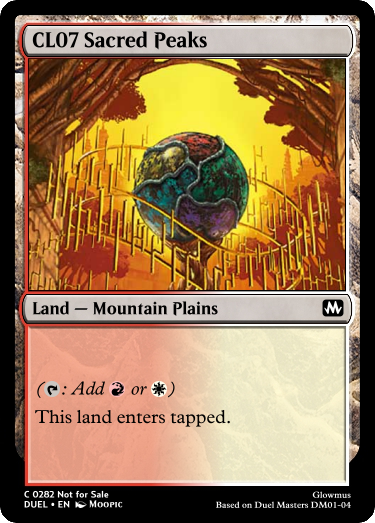 CL07 Sacred Peaks
Land — Mountain Plains
(: Add or )
This land enters tapped.
C 0282 Not for Sale
DUEL • EN Moopic
Glowmus
Based on Duel Masters DM01-04